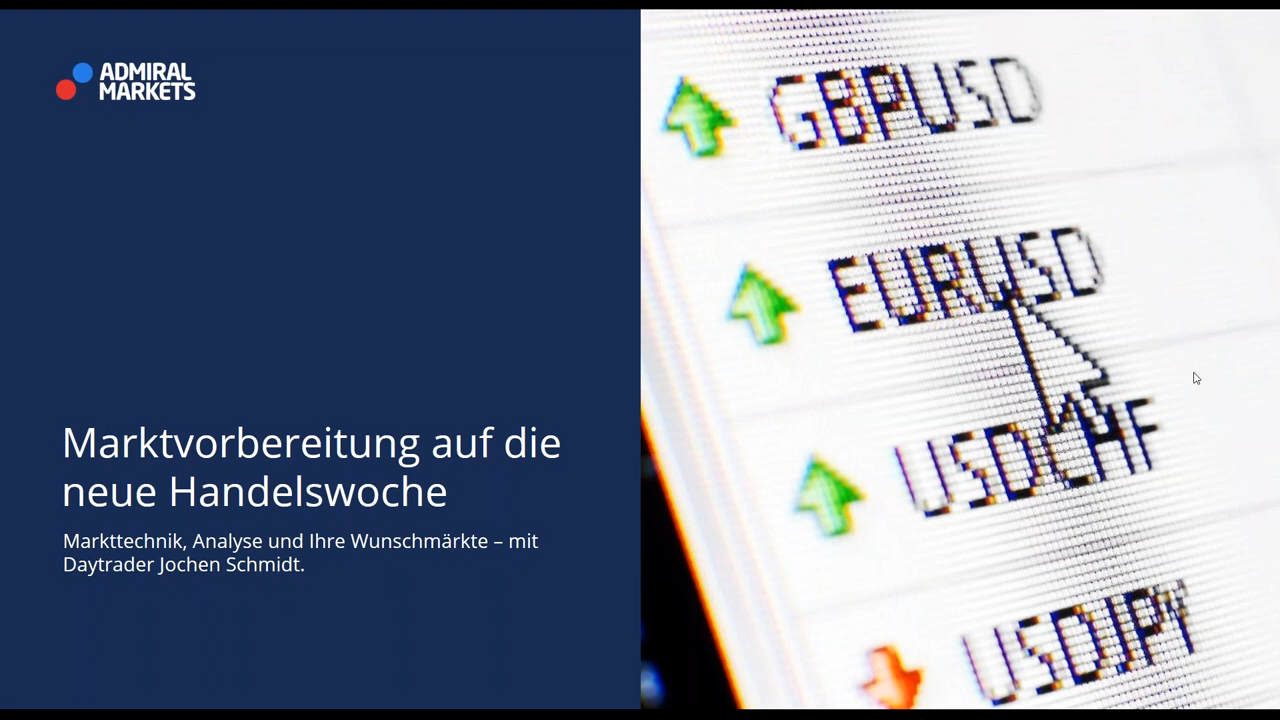 ADMIRAL
MARKETS
Marktvorbereitung auf die
neue Handelswoche
Markttechnik, Analyse und Ihre Wunschmärkte – mit
Daytrader Jochen Schmidt.
GBPUSD
EURUSD
USDCHF
USDJPY